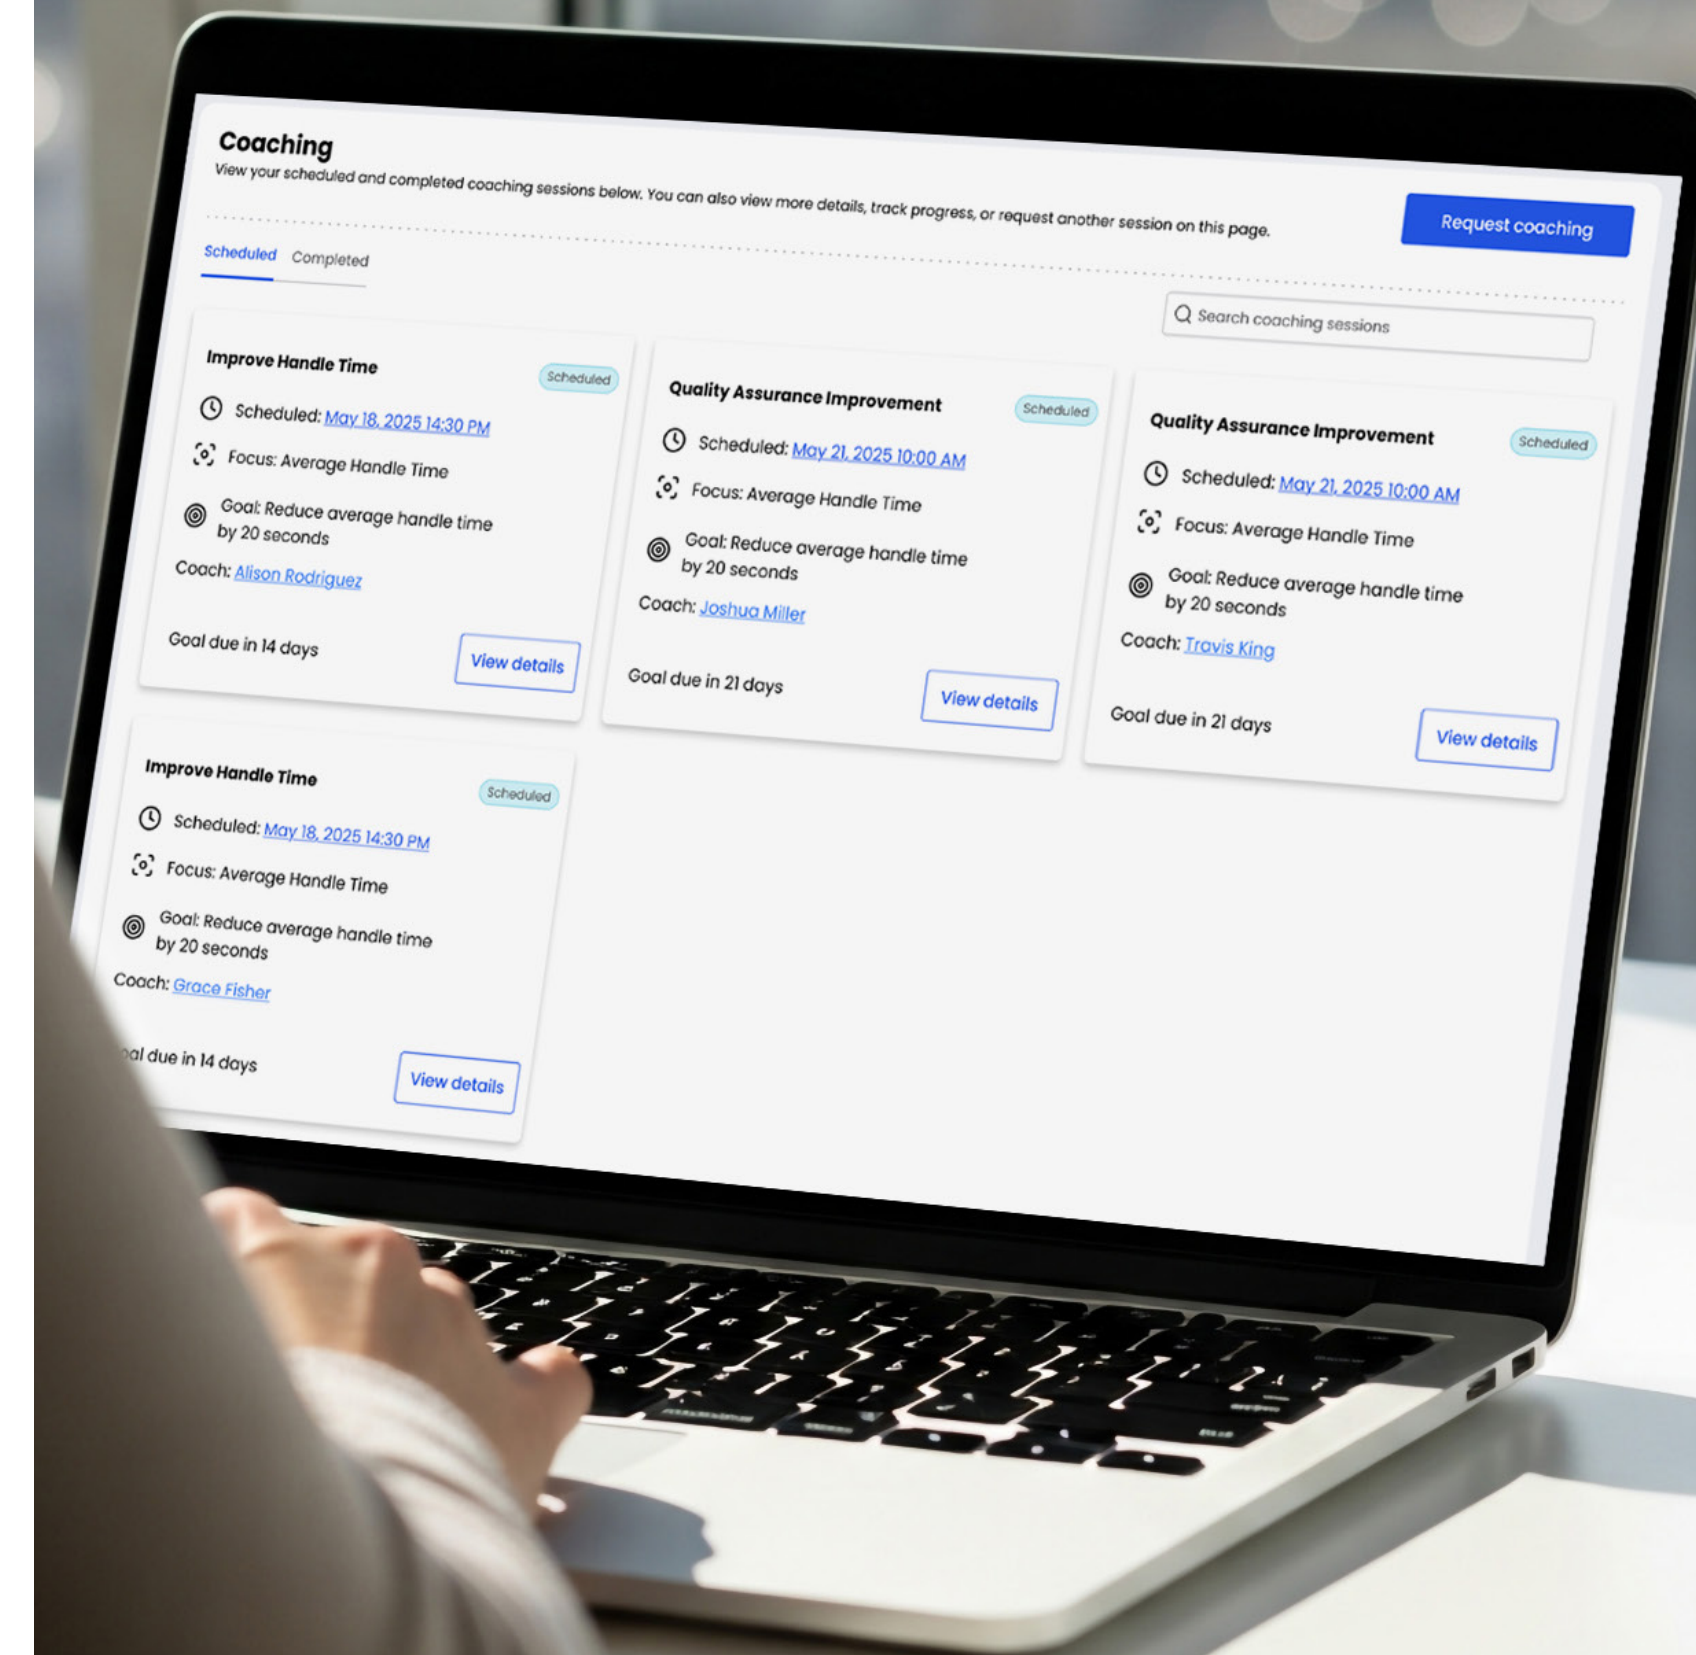 Coaching
View your scheduled and completed coaching sessions below. You can also view more details, track progress, or request another session on this page.
Request coaching
Scheduled Completed
Search coaching sessions
Improve Handle Time
Scheduled
Scheduled: May 18, 2025 14:30 PM
Focus: Average Handle Time
Goal: Reduce average handle time
by 20 seconds
Coach: Alison Rodriguez
Goal due in 14 days
View details
Quality Assurance Improvement
Scheduled
Scheduled: May 21, 2025 10:00 AM
Focus: Average Handle Time
Goal: Reduce average handle time
by 20 seconds
Coach: Joshua Miller
Goal due in 21 days
View details
Quality Assurance Improvement
Scheduled
Scheduled: May 21, 2025 10:00 AM
Focus: Average Handle Time
Goal: Reduce average handle time
by 20 seconds
Coach: Travis King
Goal due in 21 days
View details
Improve Handle Time
Scheduled
Scheduled: May 18, 2025 14:30 PM
Focus: Average Handle Time
Goal: Reduce average handle time
by 20 seconds
Coach: Grace Fisher
oal due in 14 days
View details